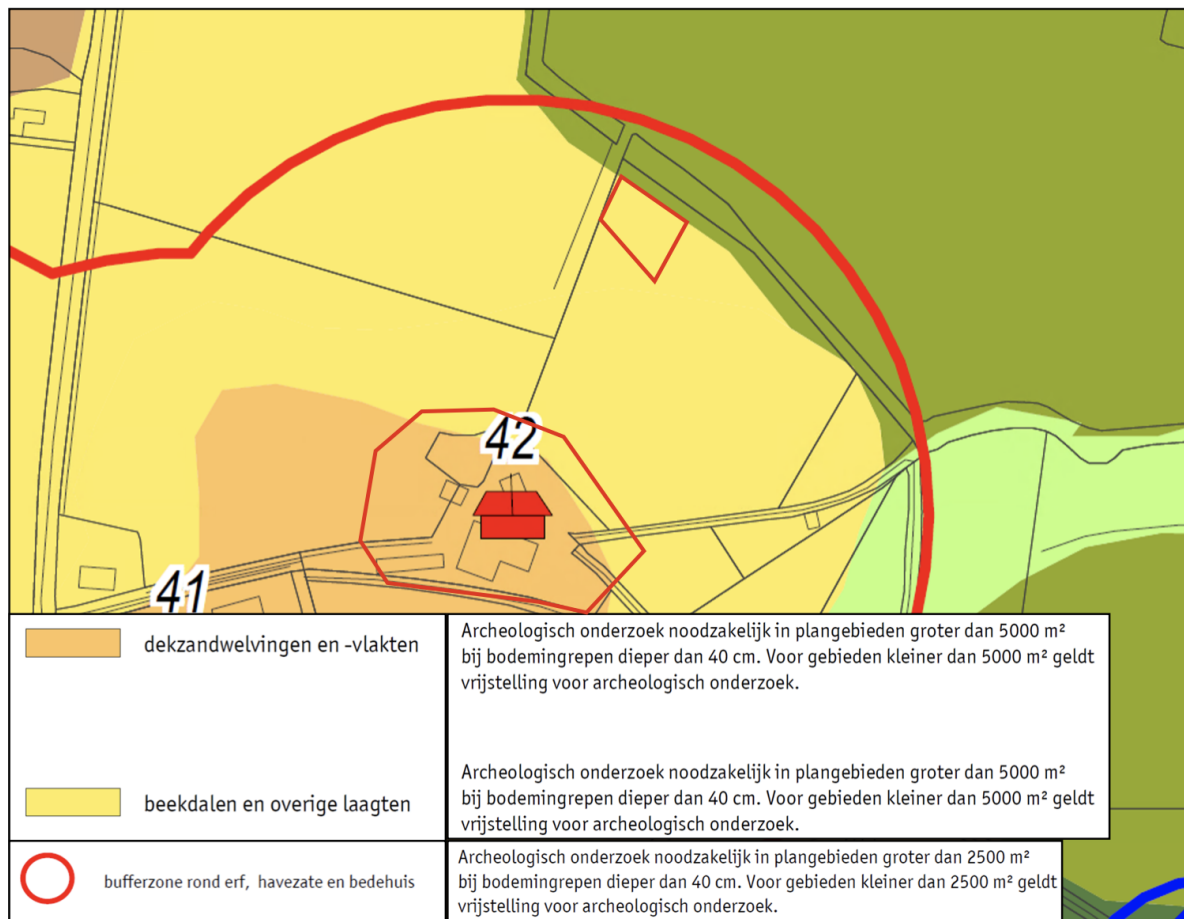 42
41
dekzandwelvingen en -vlakten
Archeologisch onderzoek noodzakelijk in plangebieden groter dan 5000 m²
bij bodemingrepen dieper dan 40 cm. Voor gebieden kleiner dan 5000 m² geldt
vrijstelling voor archeologisch onderzoek.
beekdalen en overige laagten
Archeologisch onderzoek noodzakelijk in plangebieden groter dan 5000 m²
bij bodemingrepen dieper dan 40 cm. Voor gebieden kleiner dan 5000 m² geldt
vrijstelling voor archeologisch onderzoek.
bufferzone rond erf, havezate en bedehuis
Archeologisch onderzoek noodzakelijk in plangebieden groter dan 2500 m²
bij bodemingrepen dieper dan 40 cm. Voor gebieden kleiner dan 2500 m² geldt
vrijstelling voor archeologisch onderzoek.